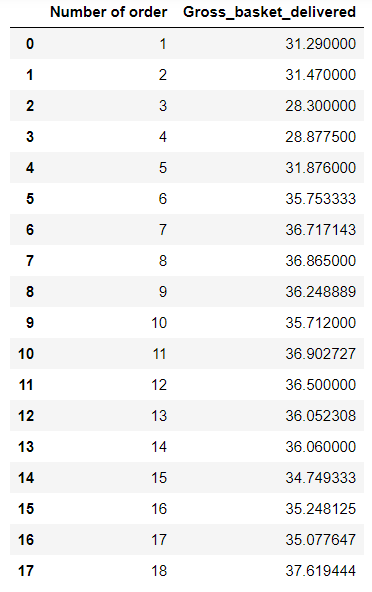 Number of order Gross_basket_delivered
0 1 31.290000
1 2 31.470000
2 3 28.300000
3 4 28.877500
4 5 31.876000
5 6 35.753333
6 7 36.717143
7 8 36.865000
8 9 36.248889
9 10 35.712000
10 11 36.902727
11 12 36.500000
12 13 36.052308
13 14 36.060000
14 15 34.749333
15 16 35.248125
16 17 35.077647
17 18 37.619444